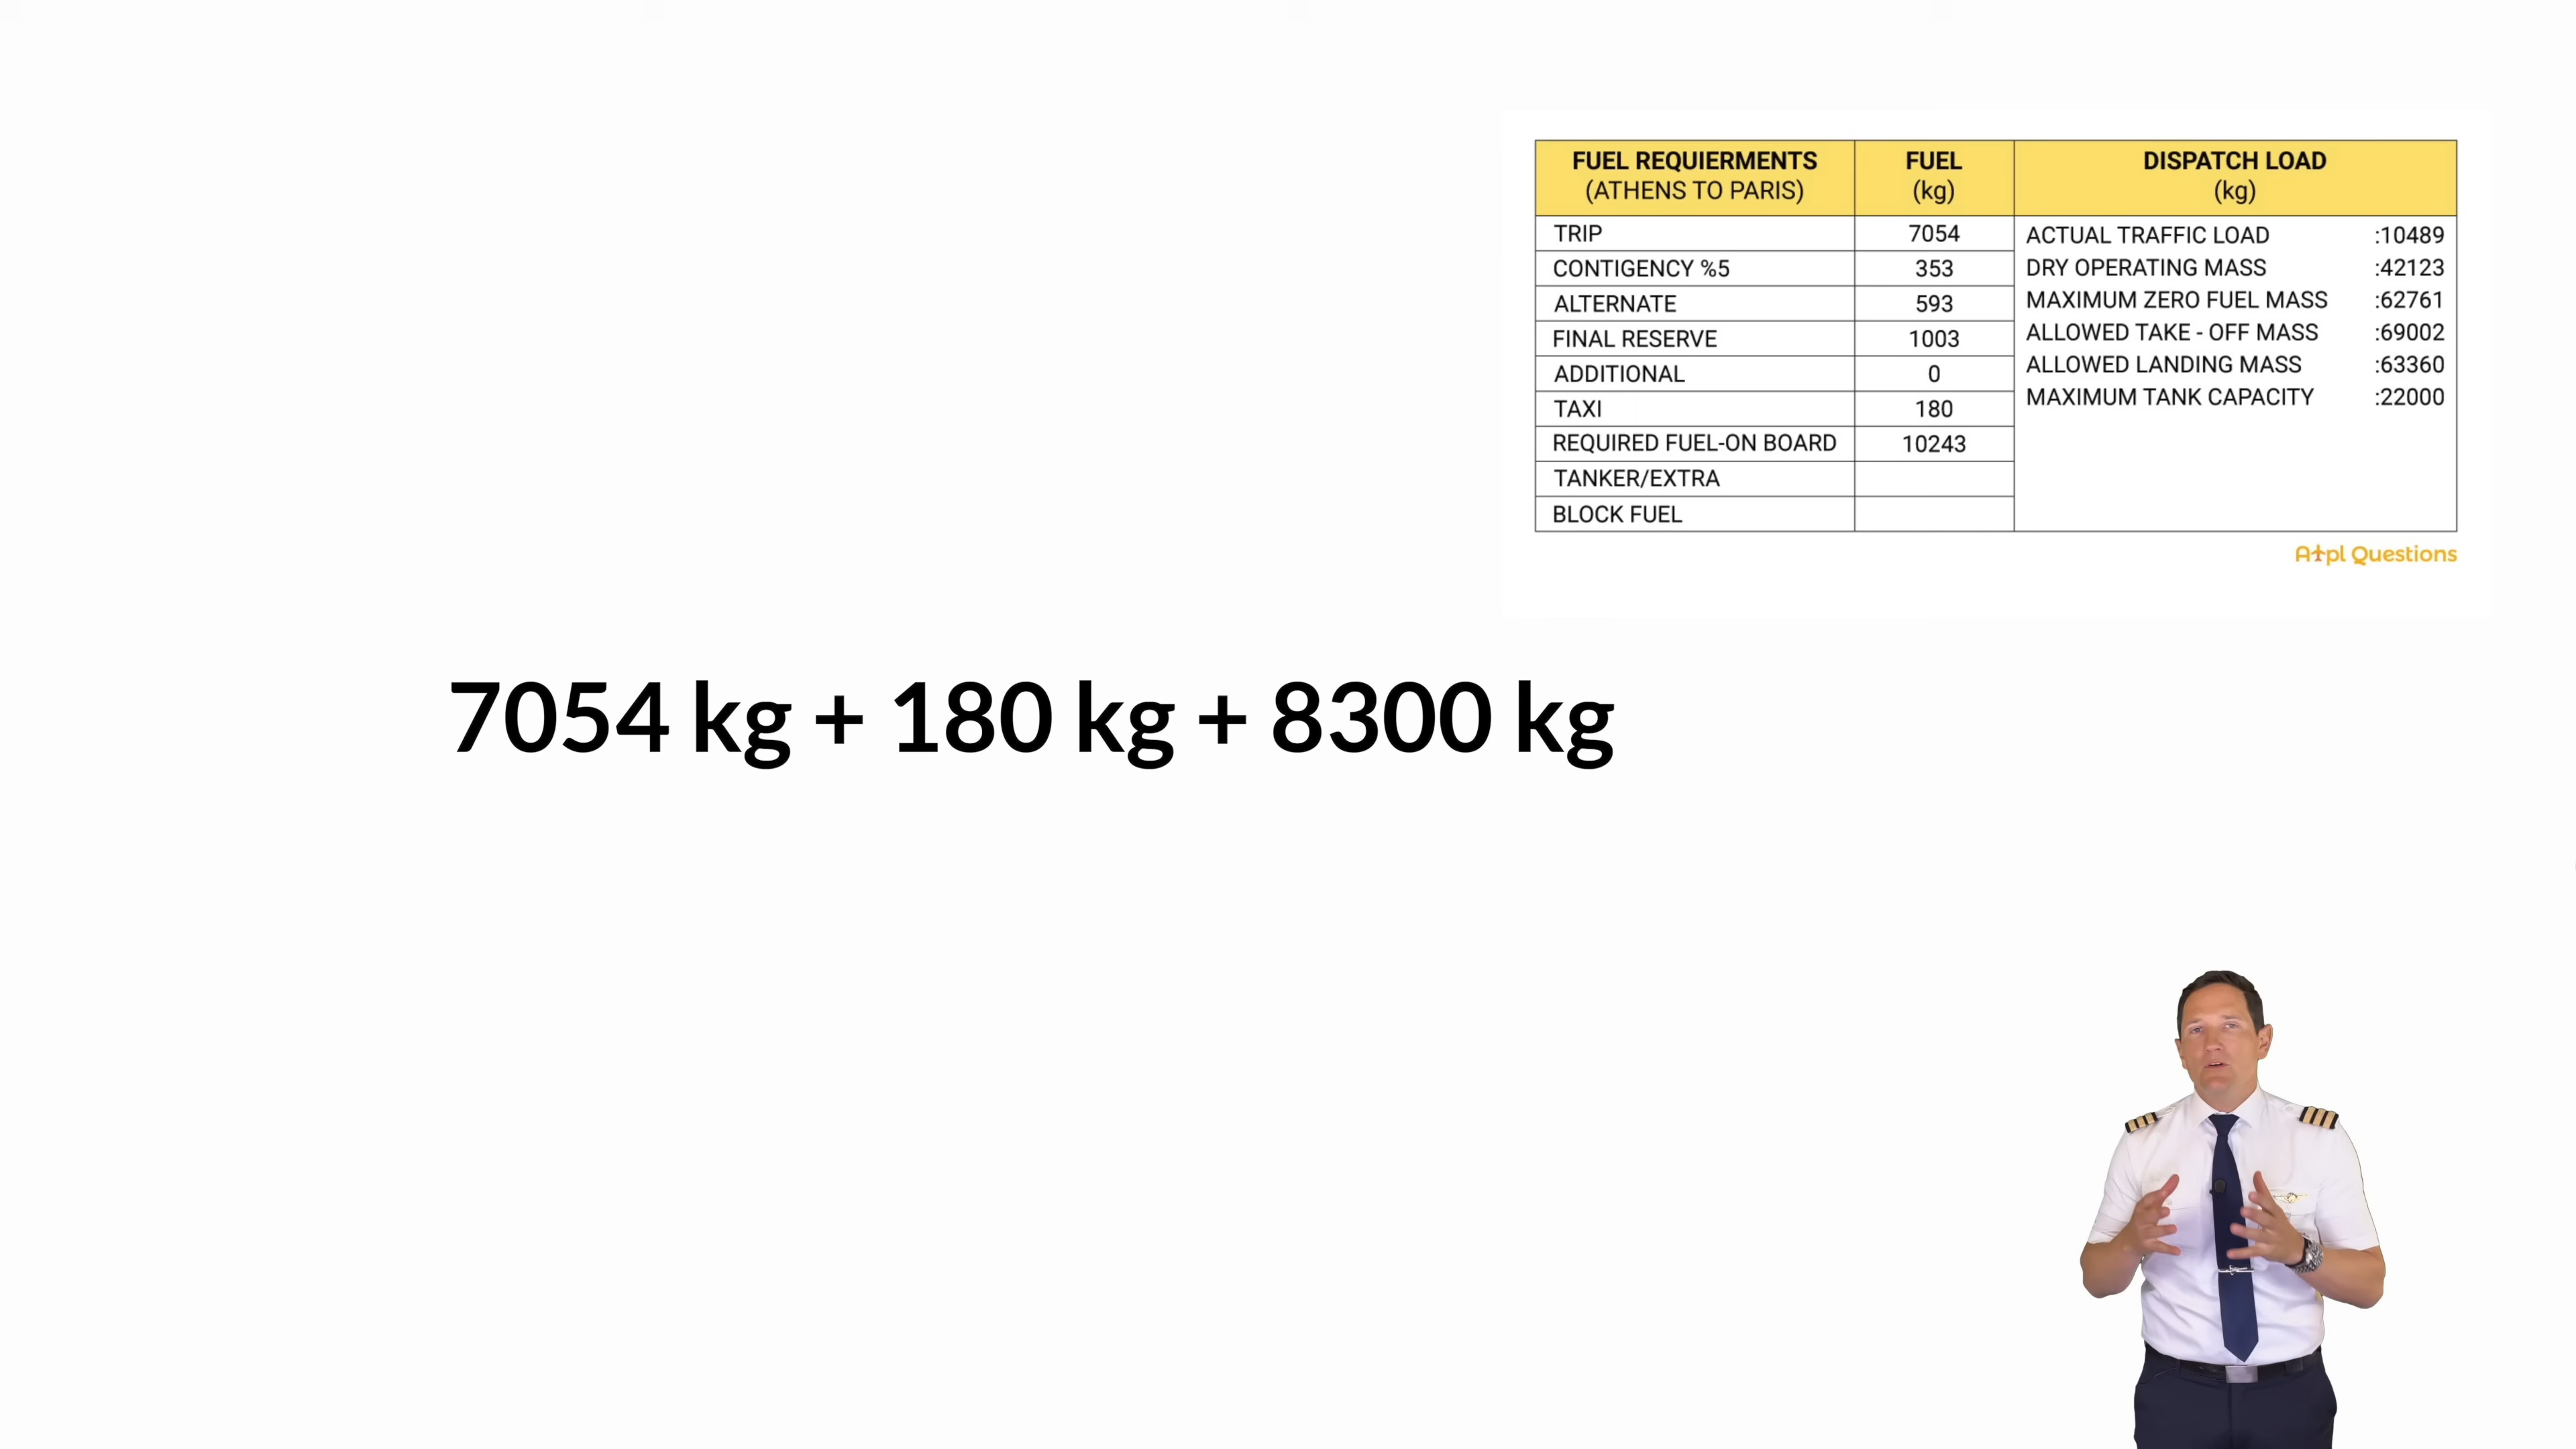 FUEL REQUIERMENTS (ATHENS TO PARIS) FUEL (kg) DISPATCH LOAD (kg)
TRIP 7054 ACTUAL TRAFFIC LOAD :10489
CONTIGENCY %5 353 DRY OPERATING MASS :42123
ALTERNATE 593 MAXIMUM ZERO FUEL MASS :62761
FINAL RESERVE 1003 ALLOWED TAKE - OFF MASS :69002
ADDITIONAL 0 ALLOWED LANDING MASS :63360
TAXI 180 MAXIMUM TANK CAPACITY :22000
REQUIRED FUEL-ON BOARD 10243
TANKER/EXTRA
BLOCK FUEL
Atpl Questions
7054 kg + 180 kg + 8300 kg